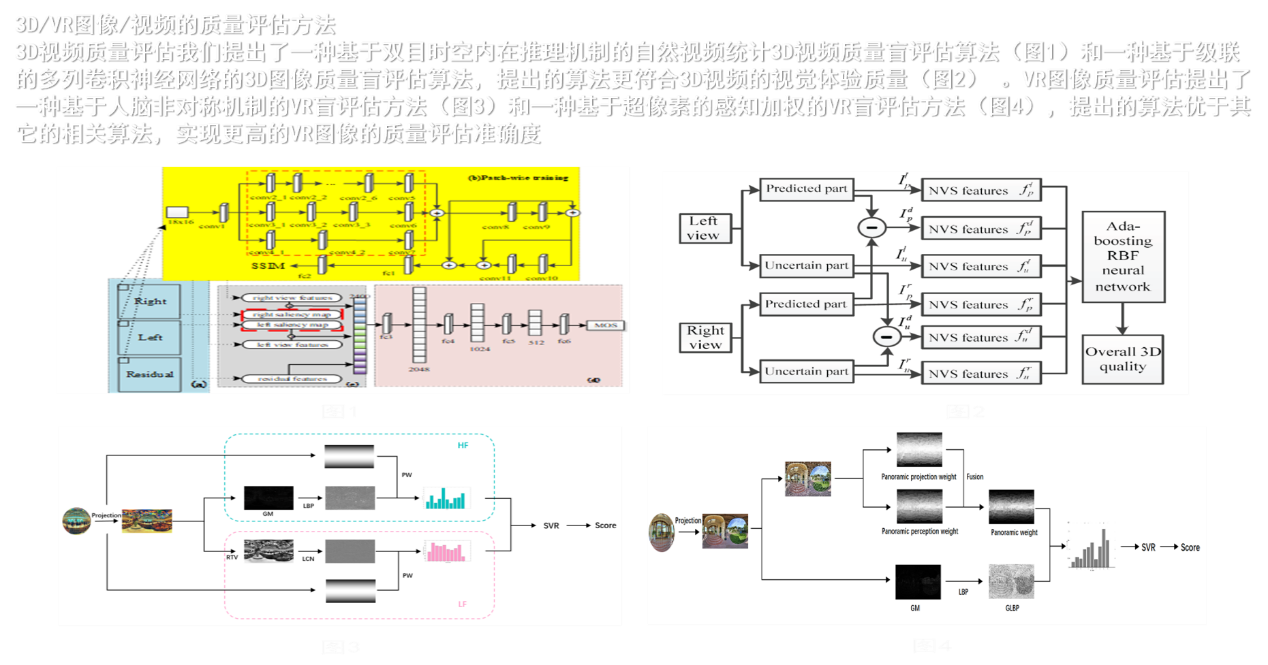 3D/VR图像/视频的质量评估方法
3D视频质量评估我们提出了一种基于双目时空内在推理机制的自然视频统计3D视频质量盲评估算法（图1）和一种基于级联
的多列卷积神经网络的3D图像质量盲评估算法，提出的算法更符合3D视频的视觉体验质量（图2） 。VR图像质量评估提出了
一种基于人脑非对称机制的VR盲评估方法（图3）和一种基于超像素的感知加权的VR盲评估方法（图4），提出的算法优于其
它的相关算法，实现更高的VR图像的质量评估准确度
(b)Patch-wise training
conv2_1 conv2_2 ... conv2_6 conv5
18x16 conv1 conv3_1 conv3_2 conv3_3 conv6 conv8 conv9
conv4_1 conv4_2
SSIM fc2 fc1 conv11 conv10
Right
Left
Residual
(a)
right view features
right saliency map
left saliency map
left view features
residual features
(c)
2400
fc3 2048 fc4 1024 fc5 512 fc6 MOS
(d)
图1
Left view
Right view
Predicted part
Uncertain part
Predicted part
Uncertain part
I_p^l NVS features f_p^l
I_p^d NVS features f_p^d
I_u^l NVS features f_u^l
I_p^r NVS features f_p^r
I_u^d NVS features f_u^d
I_u^r NVS features f_u^r
Ada-
boosting
RBF
neural
network
Overall 3D
quality
图2
HF
PW
GM LBP
Projection
SVR Score
RTV LCN
PW
LF
图3
Panoramic projection weight Fusion
Projection
Panoramic perception weight Panoramic weight
SVR Score
GM LBP GLBP
图4